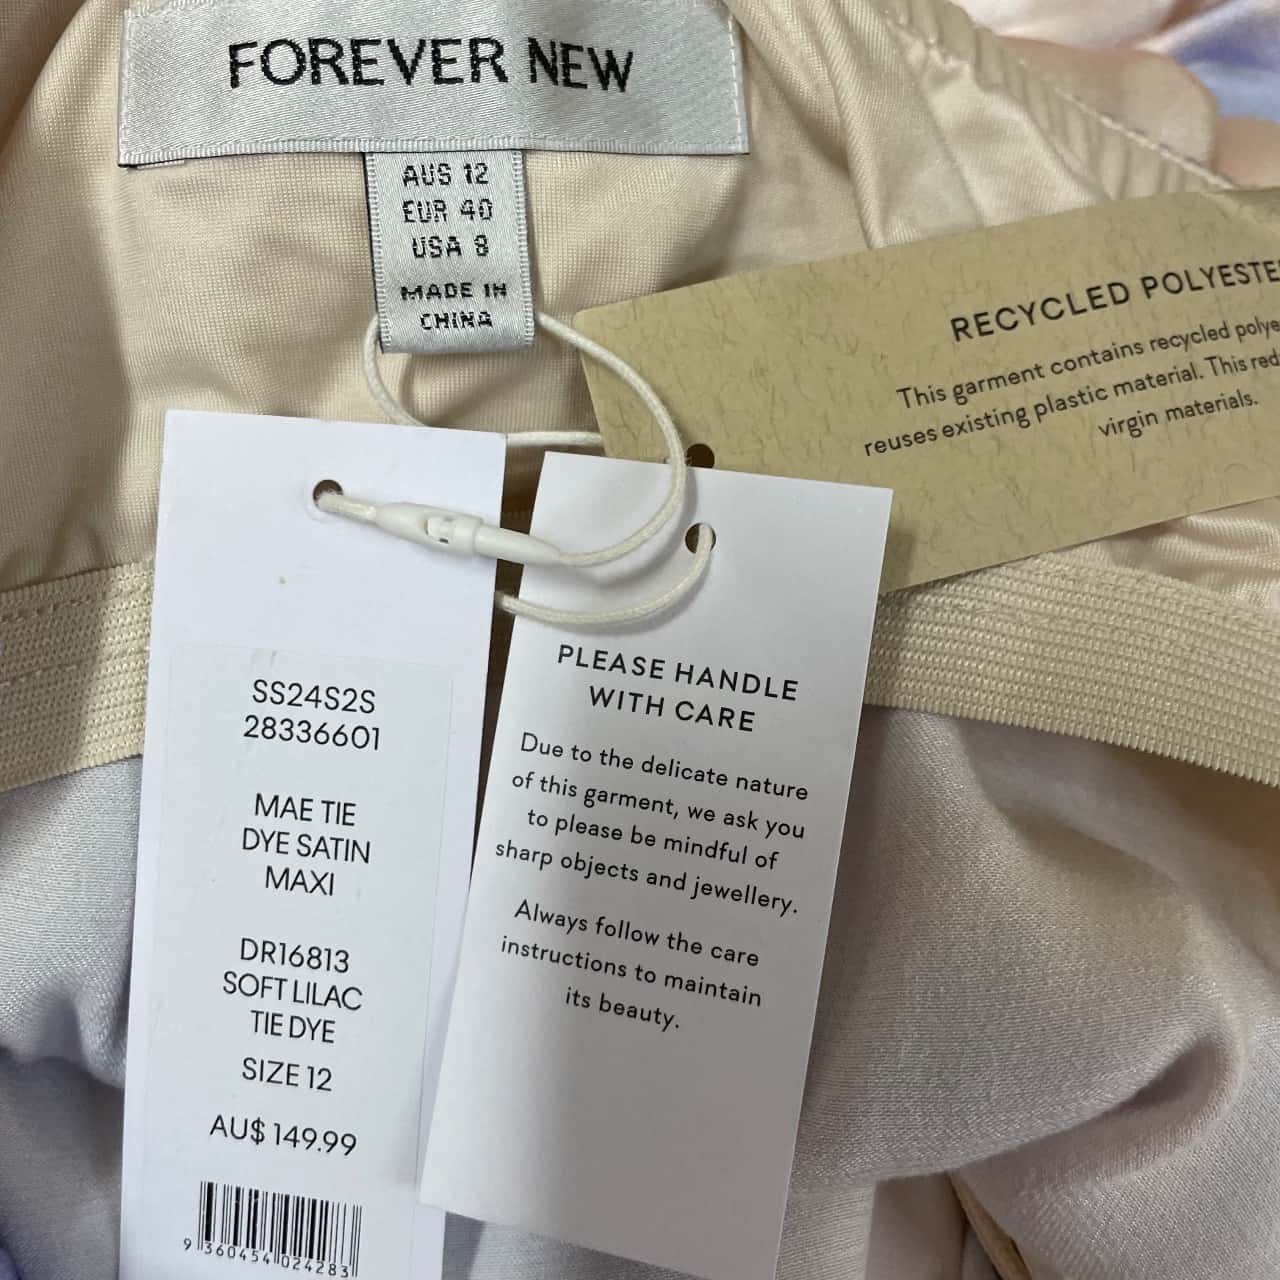 FOREVER NEW
AUS 12
EUR 40
USA 8
MADE IN
CHINA
RECYCLED POLYESTE
This garment contains recycled polye
reuses existing plastic material. This red
virgin materials.
SS24S2S
28336601
MAE TIE
DYE SATIN
MAXI
DR16813
SOFT LILAC
TIE DYE
SIZE 12
AU$ 149.99
9 360454 024283
PLEASE HANDLE
WITH CARE
Due to the delicate nature
of this garment, we ask you
to please be mindful of
sharp objects and jewellery.
Always follow the care
instructions to maintain
its beauty.